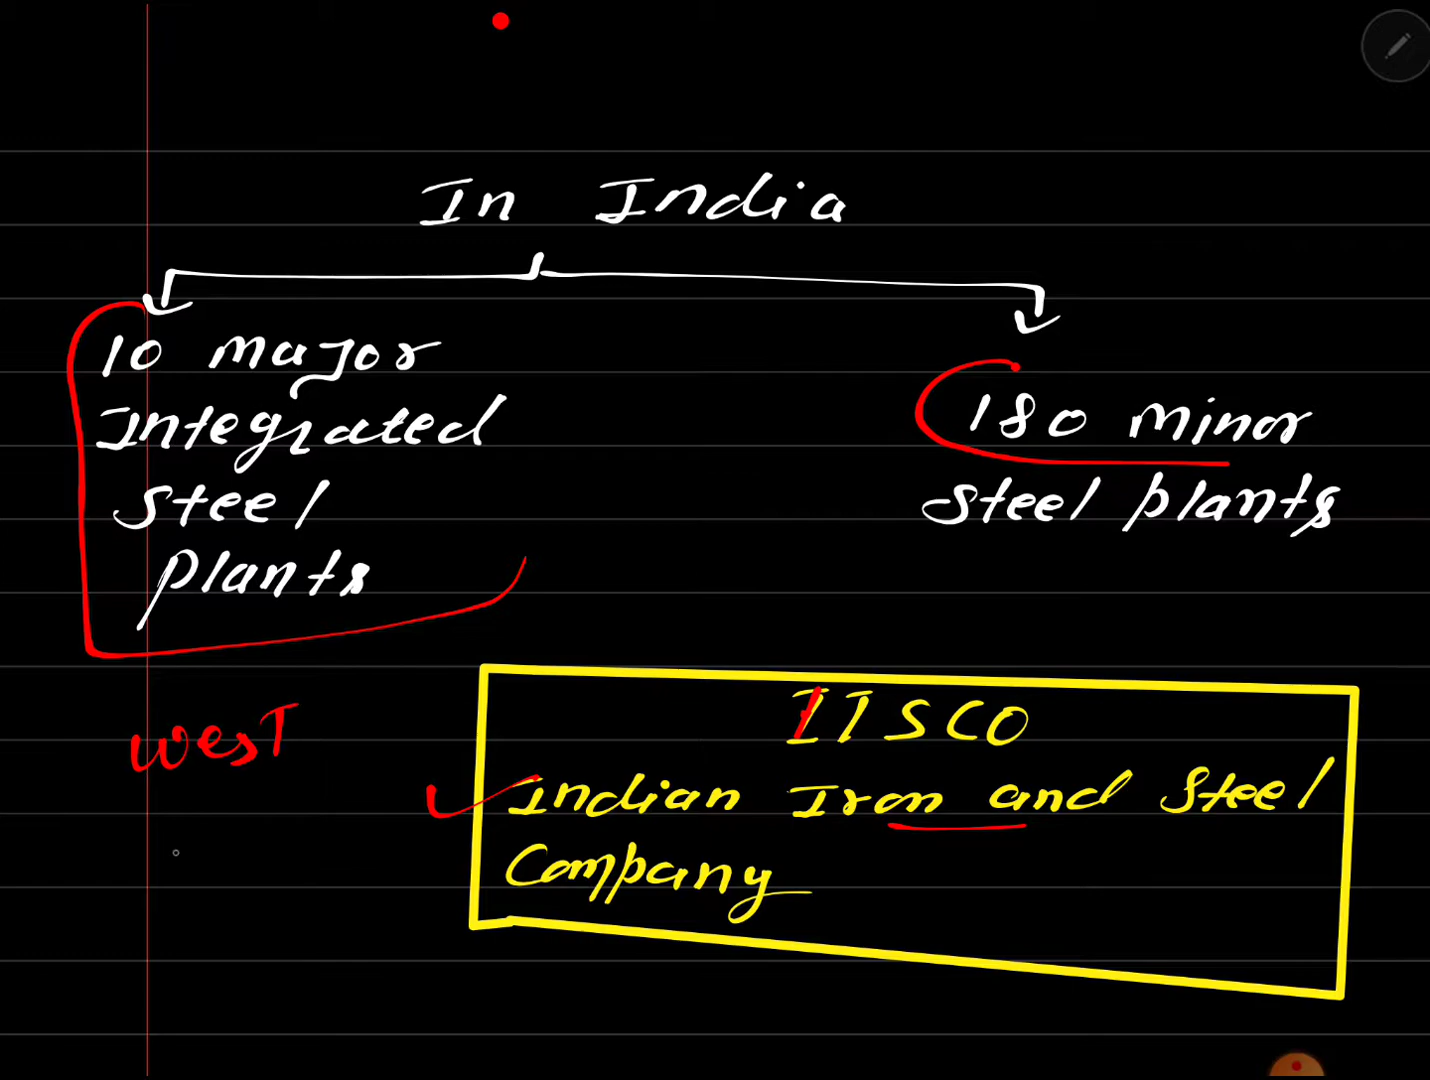 In India
10 major
Integrated
Steel
plants
180 minor
Steel plants
West
IISCO
Indian Iron and Steel
Company